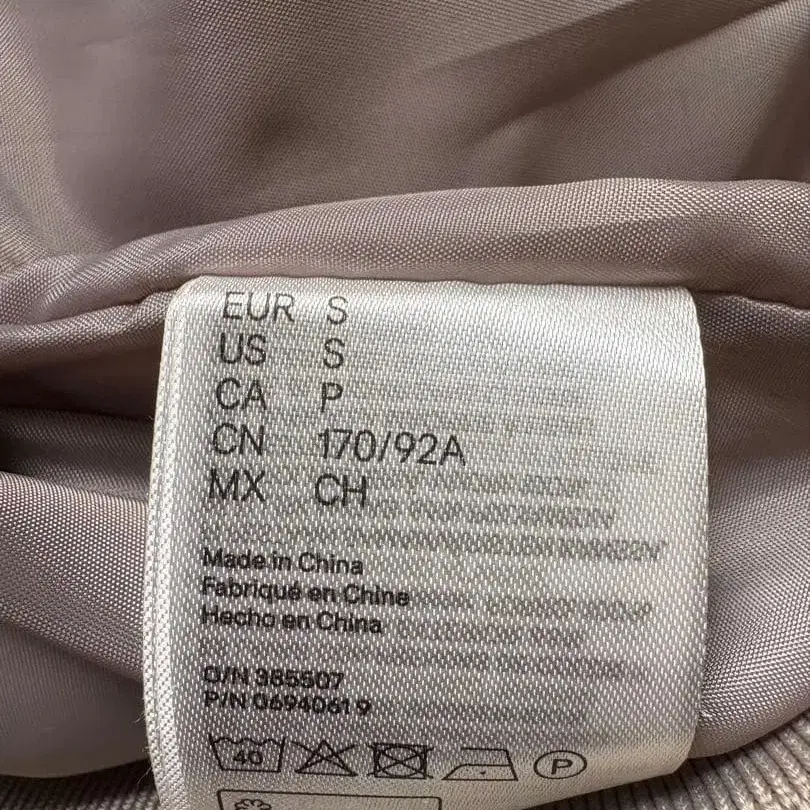 EUR S
US S
CA P
CN 170/92A
MX CH
Made in China
Fabriqué en Chine
Hecho en China
O/N 385507
P/N 0694061 9
40
P